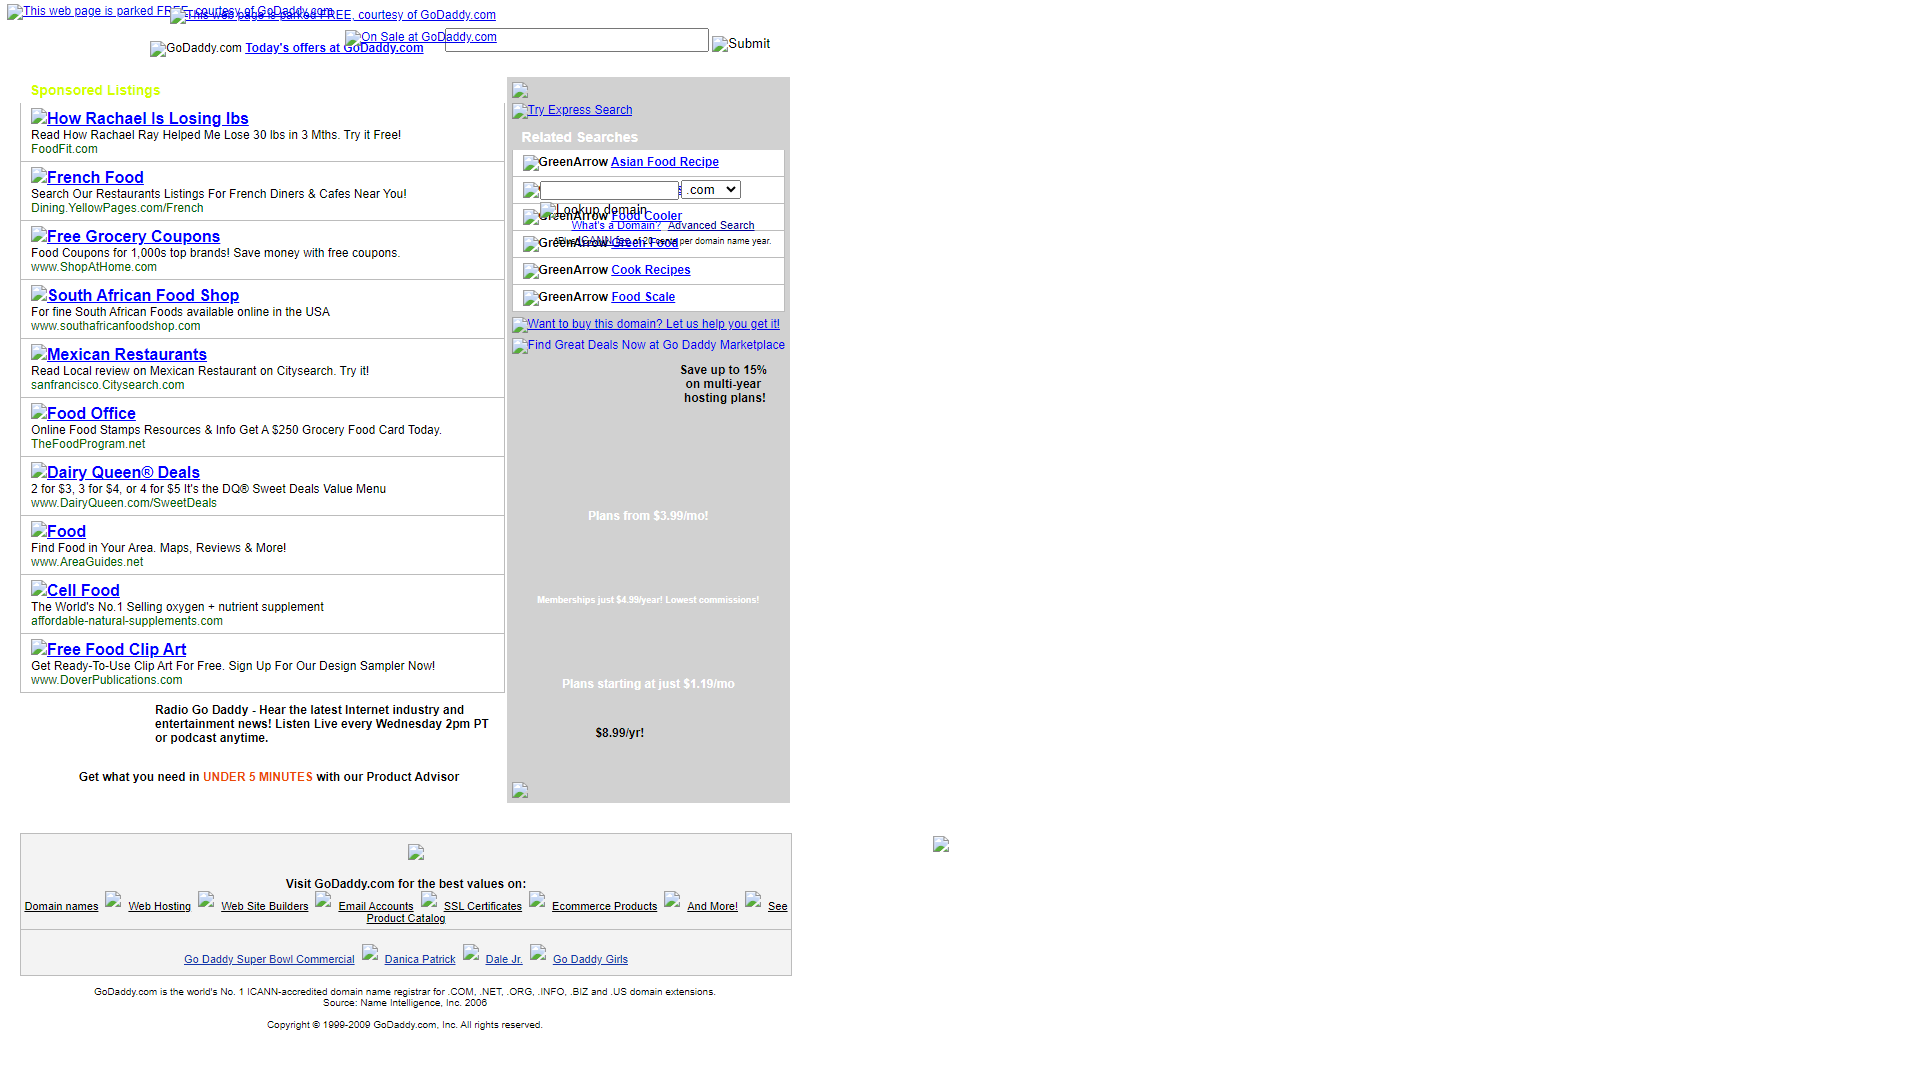 This web page is parked FREE, courtesy of GoDaddy.com
This web page is parked FREE, courtesy of GoDaddy.com
On Sale at GoDaddy.com
GoDaddy.com Today's offers at GoDaddy.com
Submit
Sponsored Listings
How Rachael Is Losing lbs
Read How Rachael Ray Helped Me Lose 30 lbs in 3 Mths. Try it Free!
FoodFit.com
French Food
Search Our Restaurants Listings For French Diners & Cafes Near You!
Dining.YellowPages.com/French
Free Grocery Coupons
Food Coupons for 1,000s top brands! Save money with free coupons.
www.ShopAtHome.com
South African Food Shop
For fine South African Foods available online in the USA
www.southafricanfoodshop.com
Mexican Restaurants
Read Local review on Mexican Restaurant on Citysearch. Try it!
sanfrancisco.Citysearch.com
Food Office
Online Food Stamps Resources & Info Get A $250 Grocery Food Card Today.
TheFoodProgram.net
Dairy Queen® Deals
2 for $3, 3 for $4, or 4 for $5 It's the DQ® Sweet Deals Value Menu
www.DairyQueen.com/SweetDeals
Food
Find Food in Your Area. Maps, Reviews & More!
www.AreaGuides.net
Cell Food
The World's No.1 Selling oxygen + nutrient supplement
affordable-natural-supplements.com
Free Food Clip Art
Get Ready-To-Use Clip Art For Free. Sign Up For Our Design Sampler Now!
www.DoverPublications.com
Radio Go Daddy - Hear the latest Internet industry and
entertainment news! Listen Live every Wednesday 2pm PT
or podcast anytime.
Get what you need in UNDER 5 MINUTES with our Product Advisor
Try Express Search
Related Searches
GreenArrow Asian Food Recipe
.com
Lookup domain
GreenArrow Food Cooler
What's a Domain? Advanced Search
GreenArrow Green Food
ICANN fee of 20 cents per domain name year.
GreenArrow Cook Recipes
GreenArrow Food Scale
Want to buy this domain? Let us help you get it!
Find Great Deals Now at Go Daddy Marketplace
Save up to 15%
on multi-year
hosting plans!
Plans from $3.99/mo!
Memberships just $4.99/year! Lowest commissions!
Plans starting at just $1.19/mo
$8.99/yr!
Visit GoDaddy.com for the best values on:
Domain names Web Hosting Web Site Builders Email Accounts SSL Certificates Ecommerce Products And More! See
Product Catalog
Go Daddy Super Bowl Commercial Danica Patrick Dale Jr. Go Daddy Girls
GoDaddy.com is the world's No. 1 ICANN-accredited domain name registrar for .COM, .NET, .ORG, .INFO, .BIZ and .US domain extensions.
Source: Name Intelligence, Inc. 2006
Copyright © 1999-2009 GoDaddy.com, Inc. All rights reserved.